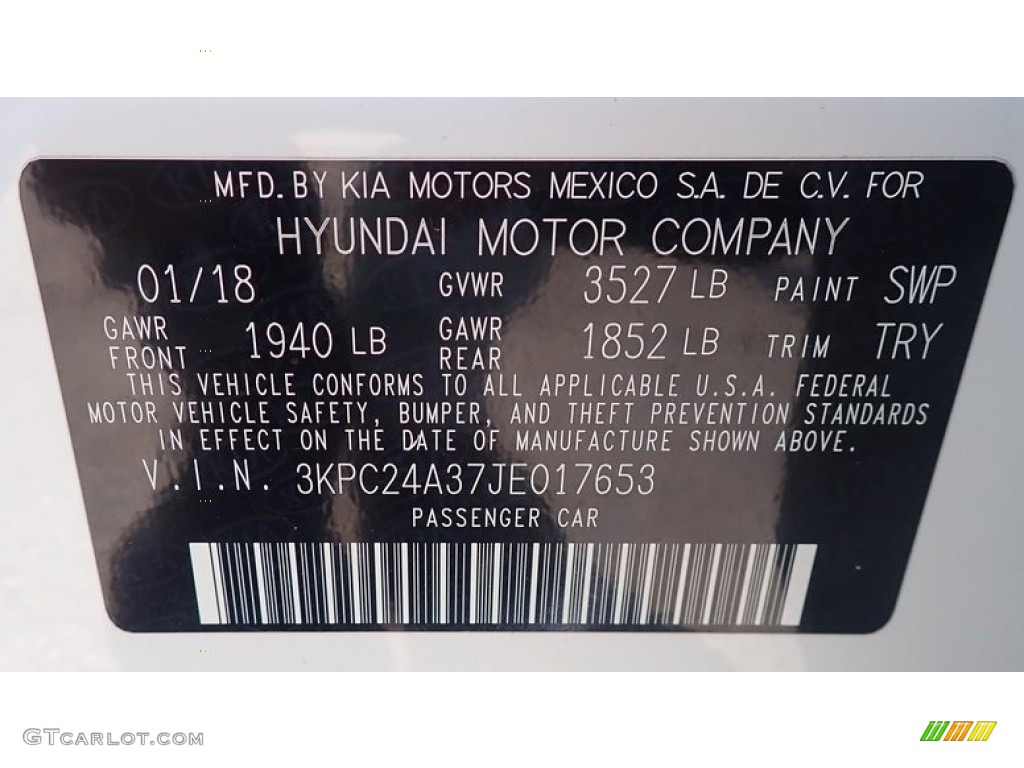 MFD. BY KIA MOTORS MEXICO S.A. DE C.V. FOR
HYUNDAI MOTOR COMPANY
01/18 GVWR 3527 LB PAINT SWP
GAWR FRONT 1940 LB GAWR REAR 1852 LB TRIM TRY
THIS VEHICLE CONFORMS TO ALL APPLICABLE U.S.A. FEDERAL
MOTOR VEHICLE SAFETY, BUMPER, AND THEFT PREVENTION STANDARDS
IN EFFECT ON THE DATE OF MANUFACTURE SHOWN ABOVE.
V.I.N. 3KPC24A37JE017653
PASSENGER CAR
GTCARLOT.COM